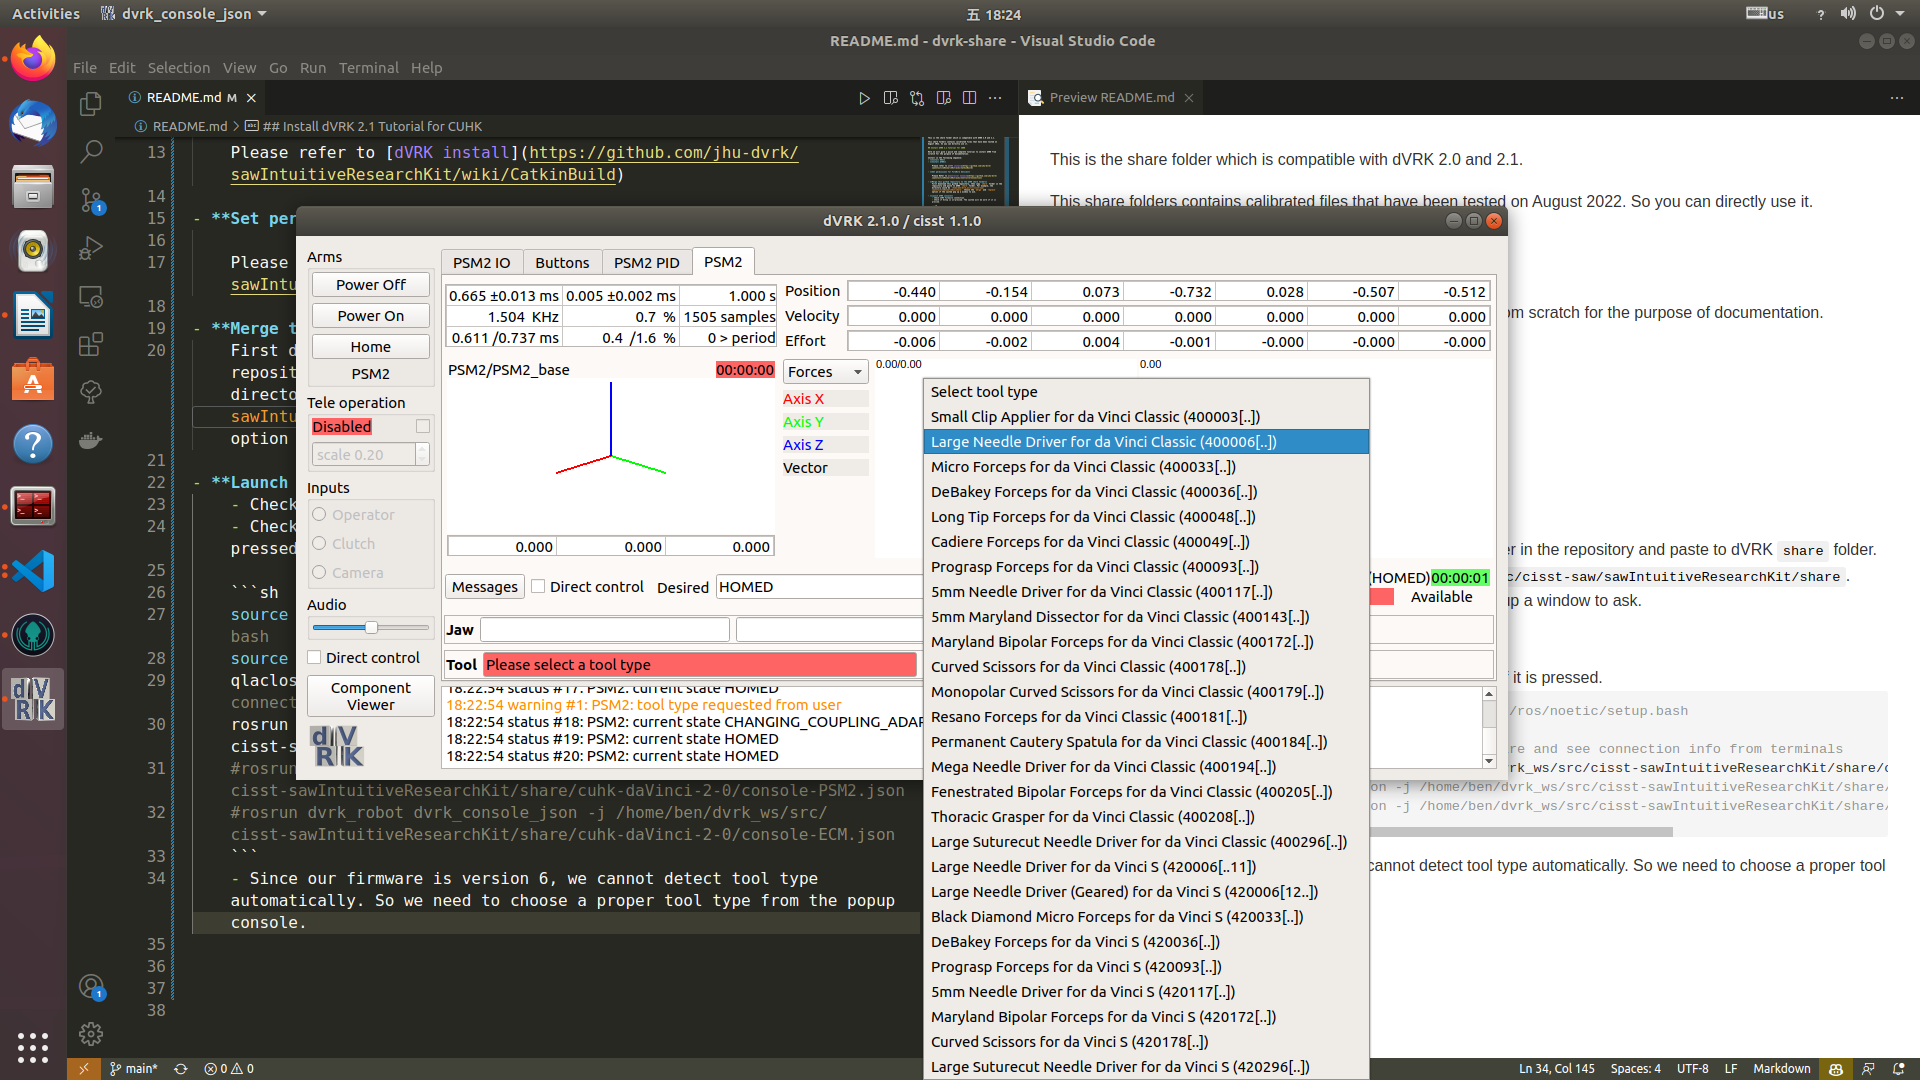 Activities
dvrk_console_json
五 18:24
us
README.md - dvrk-share - Visual Studio Code
File Edit Selection View Go Run Terminal Help
README.md M
Preview README.md
README.md > ## Install dVRK 2.1 Tutorial for CUHK
13 Please refer to [dVRK install](https://github.com/jhu-dvrk/
sawIntuitiveResearchKit/wiki/CatkinBuild)
14
15 - **Set per
16
17 Please
sawIntu
18
19 - **Merge t
20 First d
reposit
directo
sawIntu
option
21
22 - **Launch
23 - Check
24 - Check
pressed
25
26 ```sh
27 source
bash
28 source
29 qlaclos
connect
30 rosrun
cisst-s
31 #rosrun
cisst-sawIntuitiveResearchKit/share/cuhk-daVinci-2-0/console-PSM2.json
32 #rosrun dvrk_robot dvrk_console_json -j /home/ben/dvrk_ws/src/
cisst-sawIntuitiveResearchKit/share/cuhk-daVinci-2-0/console-ECM.json
33 ```
34 - Since our firmware is version 6, we cannot detect tool type
automatically. So we need to choose a proper tool type from the popup
console.
35
36
37
38
This is the share folder which is compatible with dVRK 2.0 and 2.1.
This share folders contains calibrated files that have been tested on August 2022. So you can directly use it.
om scratch for the purpose of documentation.
er in the repository and paste to dVRK share folder.
c/cisst-saw/sawIntuitiveResearchKit/share.
up a window to ask.
f it is pressed.
/ros/noetic/setup.bash
are and see connection info from terminals
rk_ws/src/cisst-sawIntuitiveResearchKit/share/c
on -j /home/ben/dvrk_ws/src/cisst-sawIntuitiveResearchKit/share/
on -j /home/ben/dvrk_ws/src/cisst-sawIntuitiveResearchKit/share/
cannot detect tool type automatically. So we need to choose a proper tool
dVRK 2.1.0 / cisst 1.1.0
Arms
Power Off
Power On
Home
PSM2
Tele operation
Disabled
scale 0.20
Inputs
Operator
Clutch
Camera
Audio
Direct control
Component
Viewer
dVRK
PSM2 IO Buttons PSM2 PID PSM2
0.665 ±0.013 ms 0.005 ±0.002 ms 1.000 s
1.504 KHz 0.7 % 1505 samples
0.611 /0.737 ms 0.4 /1.6 % 0 > period
Position -0.440 -0.154 0.073 -0.732 0.028 -0.507 -0.512
Velocity 0.000 0.000 0.000 0.000 0.000 0.000 0.000
Effort -0.006 -0.002 0.004 -0.001 -0.000 -0.000 -0.000
PSM2/PSM2_base 00:00:00
Forces
0.00/0.00 0.00
Axis X
Axis Y
Axis Z
Vector
0.000 0.000 0.000
Messages Direct control Desired HOMED
(HOMED) 00:00:01
Available
Jaw
Tool Please select a tool type
18:22:54 status #17: PSM2: current state HOMED
18:22:54 warning #1: PSM2: tool type requested from user
18:22:54 status #18: PSM2: current state CHANGING_COUPLING_ADAP
18:22:54 status #19: PSM2: current state HOMED
18:22:54 status #20: PSM2: current state HOMED
Select tool type
Small Clip Applier for da Vinci Classic (400003[..])
Large Needle Driver for da Vinci Classic (400006[..])
Micro Forceps for da Vinci Classic (400033[..])
DeBakey Forceps for da Vinci Classic (400036[..])
Long Tip Forceps for da Vinci Classic (400048[..])
Cadiere Forceps for da Vinci Classic (400049[..])
Prograsp Forceps for da Vinci Classic (400093[..])
5mm Needle Driver for da Vinci Classic (400117[..])
5mm Maryland Dissector for da Vinci Classic (400143[..])
Maryland Bipolar Forceps for da Vinci Classic (400172[..])
Curved Scissors for da Vinci Classic (400178[..])
Monopolar Curved Scissors for da Vinci Classic (400179[..])
Resano Forceps for da Vinci Classic (400181[..])
Permanent Cautery Spatula for da Vinci Classic (400184[..])
Mega Needle Driver for da Vinci Classic (400194[..])
Fenestrated Bipolar Forceps for da Vinci Classic (400205[..])
Thoracic Grasper for da Vinci Classic (400208[..])
Large Suturecut Needle Driver for da Vinci Classic (400296[..])
Large Needle Driver for da Vinci S (420006[..11])
Large Needle Driver (Geared) for da Vinci S (420006[12..])
Black Diamond Micro Forceps for da Vinci S (420033[..])
DeBakey Forceps for da Vinci S (420036[..])
Prograsp Forceps for da Vinci S (420093[..])
5mm Needle Driver for da Vinci S (420117[..])
Maryland Bipolar Forceps for da Vinci S (420172[..])
Curved Scissors for da Vinci S (420178[..])
Large Suturecut Needle Driver for da Vinci S (420296[..])
main* 0 0
Ln 34, Col 145 Spaces: 4 UTF-8 LF Markdown